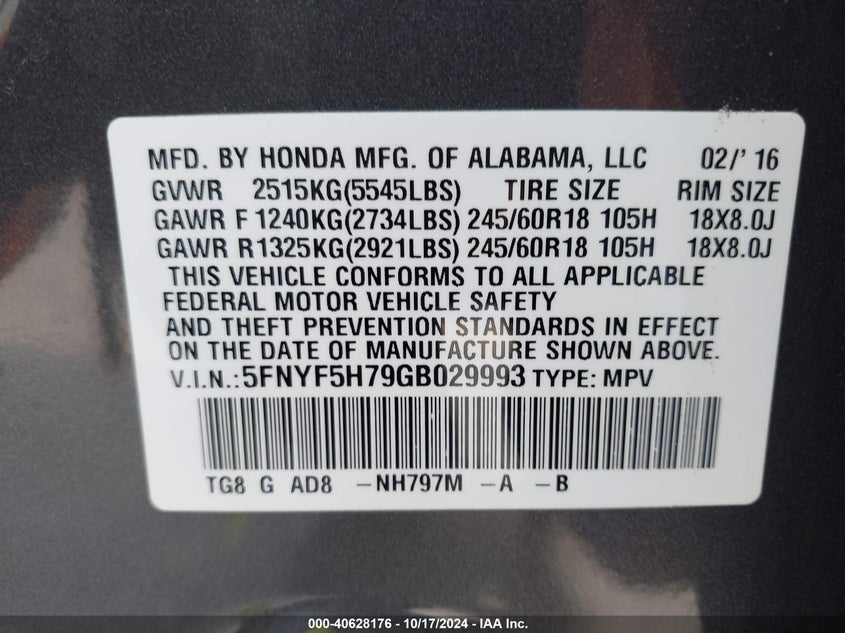 MFD. BY HONDA MFG. OF ALABAMA, LLC 02/' 16
GVWR 2515KG(5545LBS) TIRE SIZE RIM SIZE
GAWR F 1240KG(2734LBS) 245/60R18 105H 18X8.0J
GAWR R1325KG(2921LBS) 245/60R18 105H 18X8.0J
THIS VEHICLE CONFORMS TO ALL APPLICABLE
FEDERAL MOTOR VEHICLE SAFETY
AND THEFT PREVENTION STANDARDS IN EFFECT
ON THE DATE OF MANUFACTURE SHOWN ABOVE.
V.I.N.:5FNYF5H79GB029993 TYPE: MPV
TG8 G AD8 -NH797M -A -B
000-40628176 - 10/17/2024 - © IAA Inc.